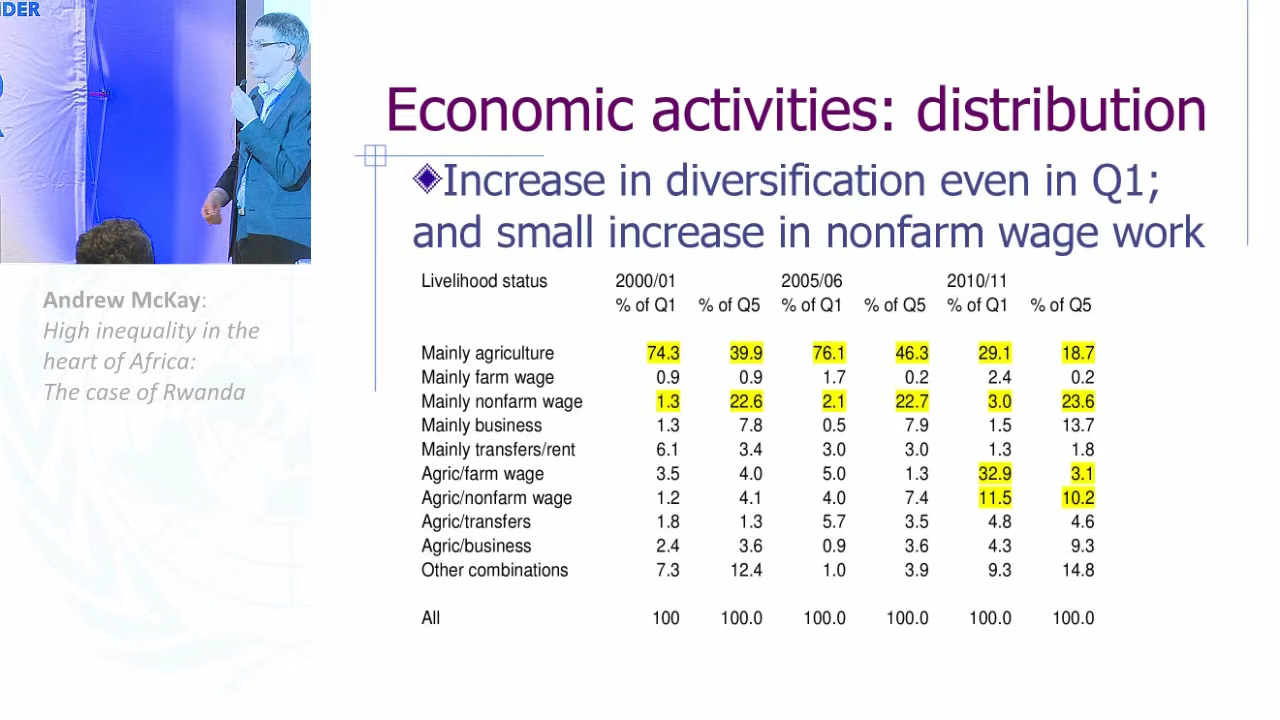 IDER
Economic activities: distribution
Increase in diversification even in Q1;
and small increase in nonfarm wage work
Andrew McKay:
High inequality in the
heart of Africa:
The case of Rwanda
Livelihood status 2000/01 2005/06 2010/11
% of Q1 % of Q5 % of Q1 % of Q5 % of Q1 % of Q5
Mainly agriculture 74.3 39.9 76.1 46.3 29.1 18.7
Mainly farm wage 0.9 0.9 1.7 0.2 2.4 0.2
Mainly nonfarm wage 1.3 22.6 2.1 22.7 3.0 23.6
Mainly business 1.3 7.8 0.5 7.9 1.5 13.7
Mainly transfers/rent 6.1 3.4 3.0 3.0 1.3 1.8
Agric/farm wage 3.5 4.0 5.0 1.3 32.9 3.1
Agric/nonfarm wage 1.2 4.1 4.0 7.4 11.5 10.2
Agric/transfers 1.8 1.3 5.7 3.5 4.8 4.6
Agric/business 2.4 3.6 0.9 3.6 4.3 9.3
Other combinations 7.3 12.4 1.0 3.9 9.3 14.8
All 100 100.0 100.0 100.0 100.0 100.0